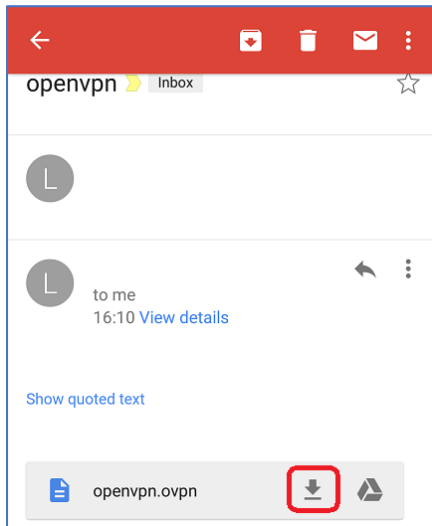 openvpn Inbox
L
L
to me
16:10 View details
Show quoted text
openvpn.ovpn